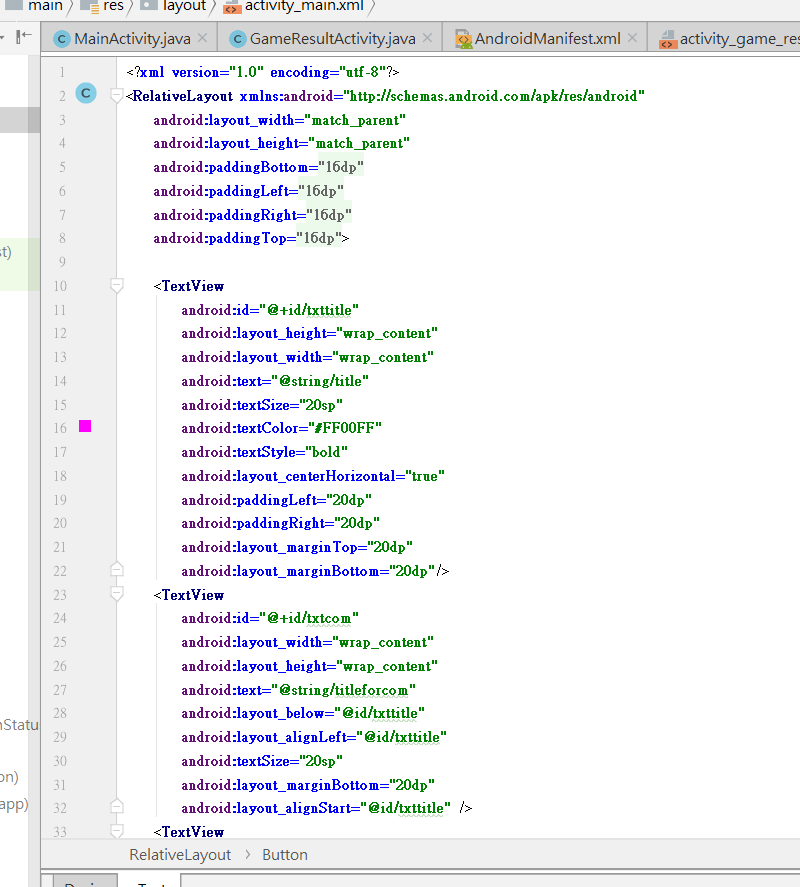 main res layout activity_main.xml
MainActivity.java GameResultActivity.java AndroidManifest.xml activity_game_res
1 <?xml version="1.0" encoding="utf-8"?>
2 C <RelativeLayout xmlns:android="http://schemas.android.com/apk/res/android"
3 android:layout_width="match_parent"
4 android:layout_height="match_parent"
5 android:paddingBottom="16dp"
6 android:paddingLeft="16dp"
7 android:paddingRight="16dp"
8 android:paddingTop="16dp">
9
10 <TextView
11 android:id="@+id/txttitle"
12 android:layout_height="wrap_content"
13 android:layout_width="wrap_content"
14 android:text="@string/title"
15 android:textSize="20sp"
16 android:textColor="#FF00FF"
17 android:textStyle="bold"
18 android:layout_centerHorizontal="true"
19 android:paddingLeft="20dp"
20 android:paddingRight="20dp"
21 android:layout_marginTop="20dp"
22 android:layout_marginBottom="20dp"/>
23 <TextView
24 android:id="@+id/txtcom"
25 android:layout_width="wrap_content"
26 android:layout_height="wrap_content"
27 android:text="@string/titleforcom"
28 android:layout_below="@id/txttitle"
29 android:layout_alignLeft="@id/txttitle"
30 android:textSize="20sp"
31 android:layout_marginBottom="20dp"
32 android:layout_alignStart="@id/txttitle" />
33 <TextView
st)
nStatu
on)
app)
RelativeLayout > Button